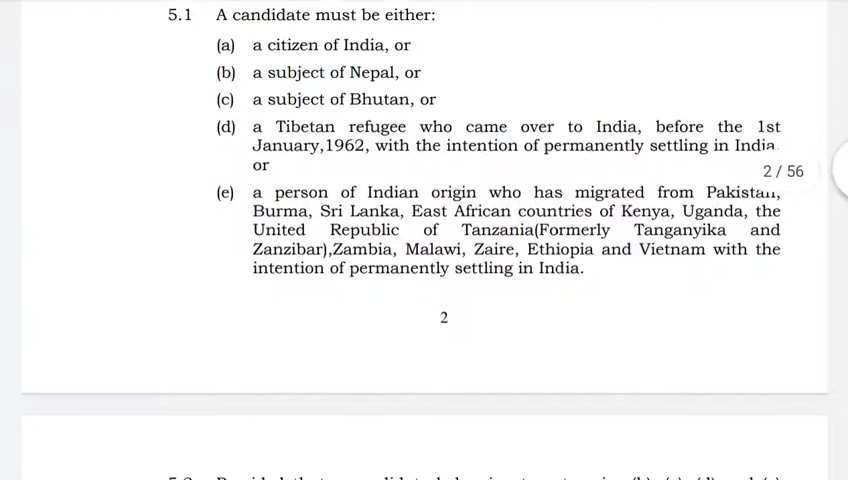 5.1 A candidate must be either:
(a) a citizen of India, or
(b) a subject of Nepal, or
(c) a subject of Bhutan, or
(d) a Tibetan refugee who came over to India, before the 1st
January,1962, with the intention of permanently settling in India.
or
2 / 56
(e) a person of Indian origin who has migrated from Pakistan,
Burma, Sri Lanka, East African countries of Kenya, Uganda, the
United Republic of Tanzania(Formerly Tanganyika and
Zanzibar),Zambia, Malawi, Zaire, Ethiopia and Vietnam with the
intention of permanently settling in India.
2